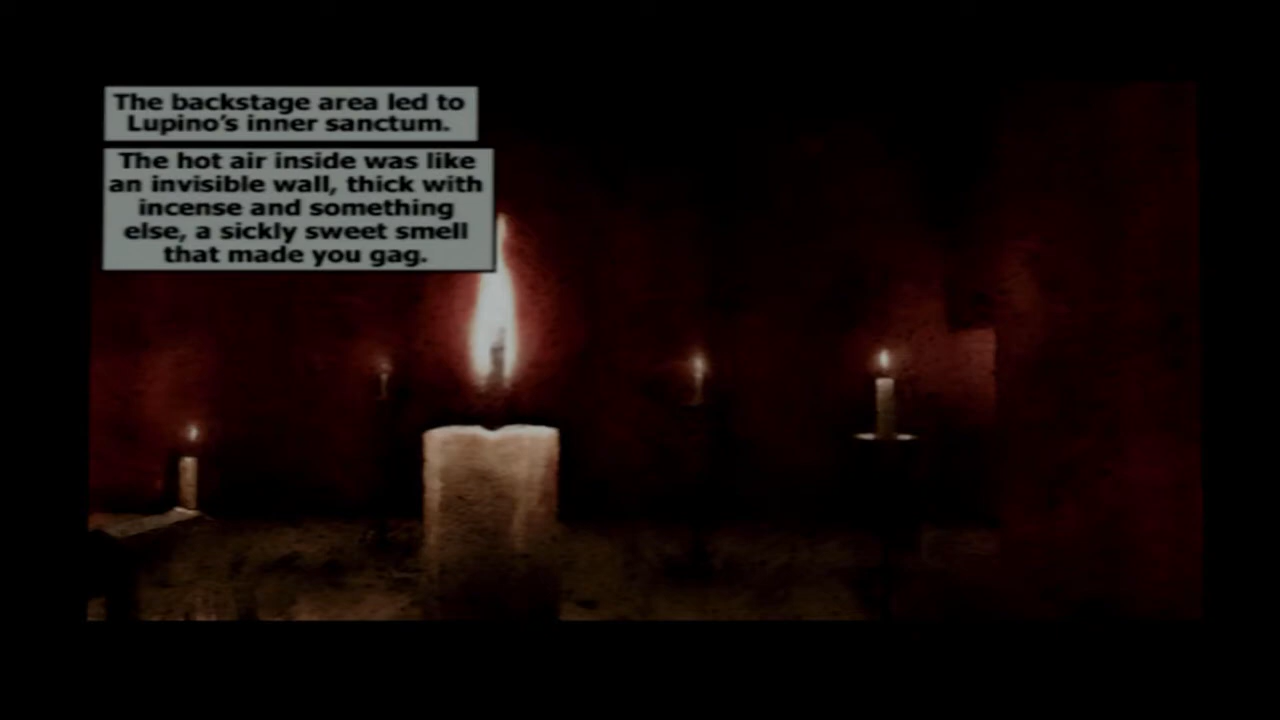 The backstage area led to
Lupino's inner sanctum.
The hot air inside was like
an invisible wall, thick with
incense and something
else, a sickly sweet smell
that made you gag.